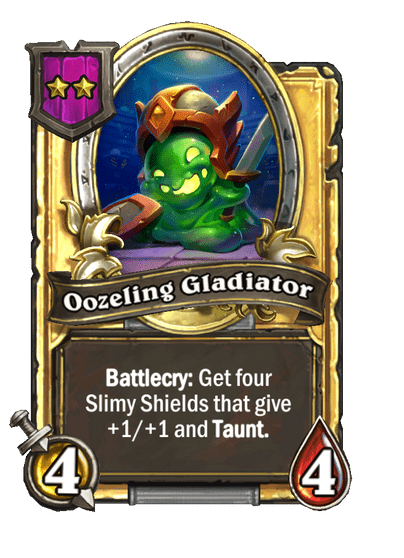 Oozeling Gladiator
Battlecry: Get four
Slimy Shields that give
+1/+1 and Taunt.
4
4